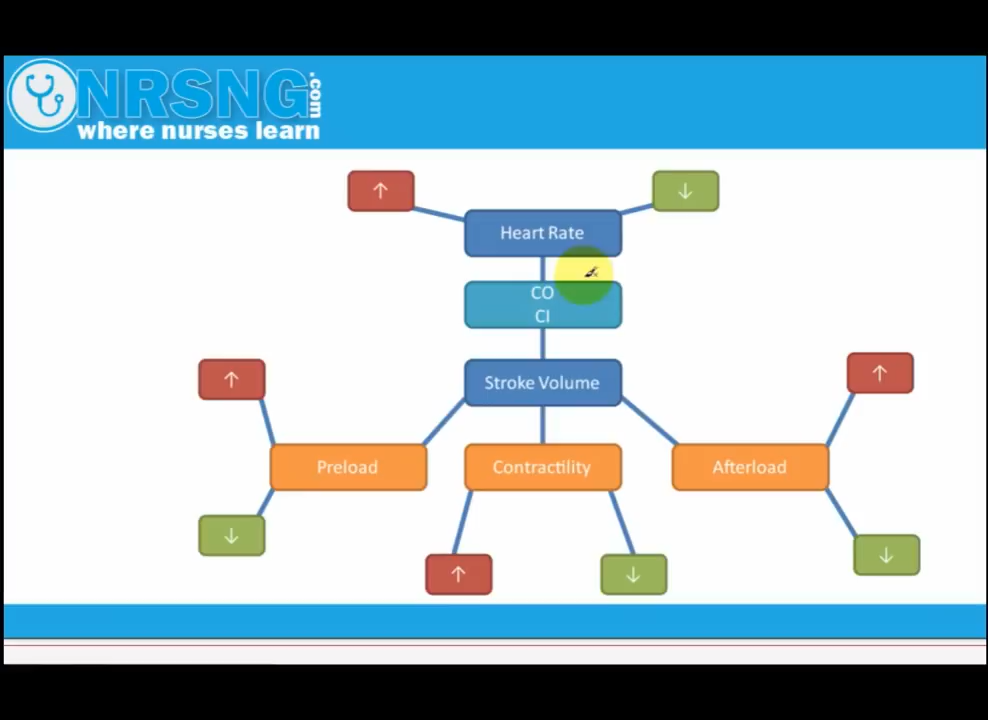 NRSNG.com
where nurses learn
↑
↓
Heart Rate
CO
CI
↑
Stroke Volume
↑
Preload
Contractility
Afterload
↓
↑
↓
↓